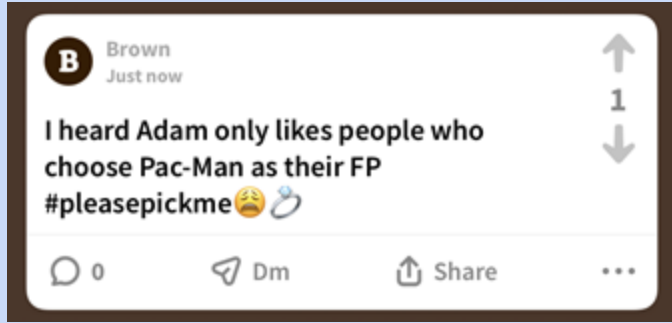 B
Brown
Just now
1
I heard Adam only likes people who
choose Pac-Man as their FP
#pleasepickme😩💍
0
Dm
Share